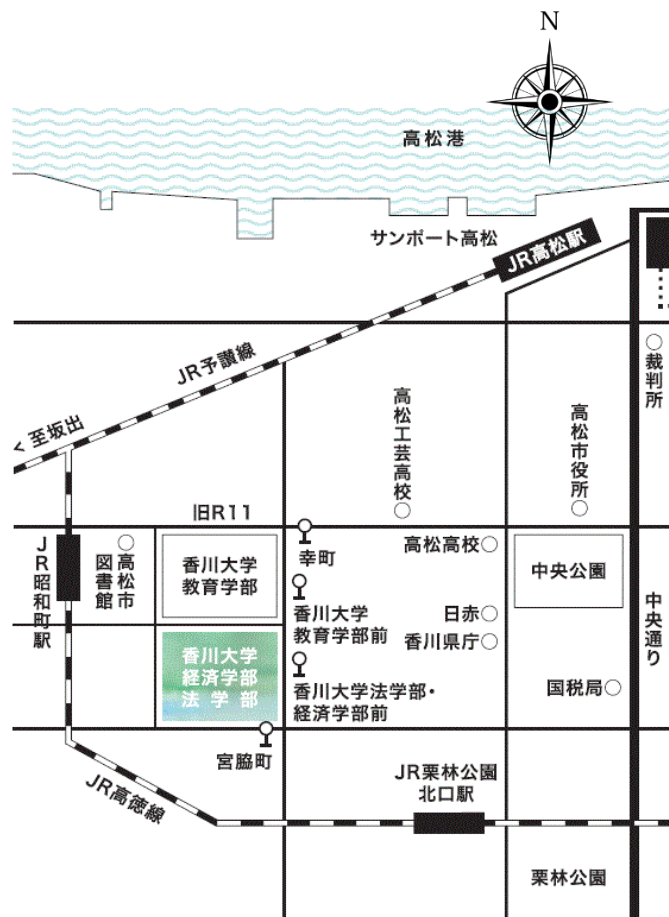 N
高松港
サンポート高松
JR高松駅
JR予讃線
< 至坂出
裁判所
高松工芸高校
高松市役所
旧R11
幸町
高松高校
JR昭和町駅
高松市
図書館
香川大学
教育学部
中央公園
香川大学
教育学部前
日赤
香川県庁
中央通り
香川大学
経済学部
法学部
香川大学法学部・
経済学部前
国税局
宮脇町
JR栗林公園
北口駅
JR高徳線
栗林公園